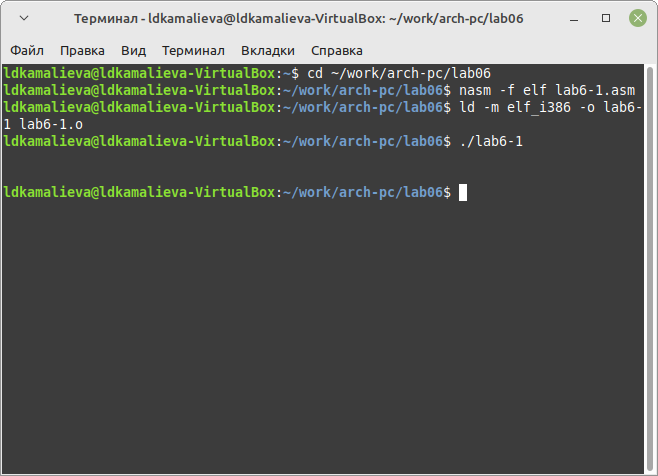 Терминал - ldkamalieva@ldkamalieva-VirtualBox: ~/work/arch-pc/lab06
Файл Правка Вид Терминал Вкладки Справка
ldkamalieva@ldkamalieva-VirtualBox:~$ cd ~/work/arch-pc/lab06
ldkamalieva@ldkamalieva-VirtualBox:~/work/arch-pc/lab06$ nasm -f elf lab6-1.asm
ldkamalieva@ldkamalieva-VirtualBox:~/work/arch-pc/lab06$ ld -m elf_i386 -o lab6-
1 lab6-1.o
ldkamalieva@ldkamalieva-VirtualBox:~/work/arch-pc/lab06$ ./lab6-1
ldkamalieva@ldkamalieva-VirtualBox:~/work/arch-pc/lab06$